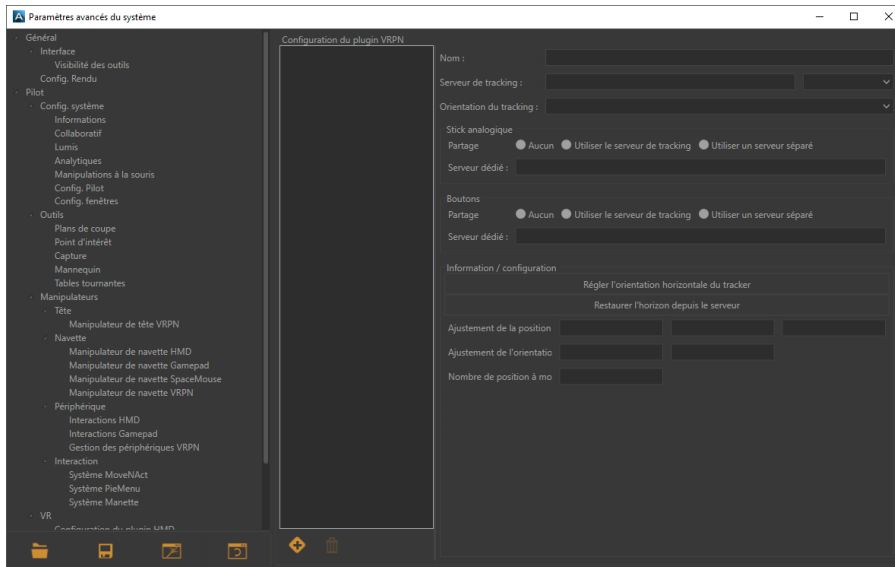 Paramètres avancés du système
Général
Interface
Visibilité des outils
Config. Rendu
Pilot
Config. système
Informations
Collaboratif
Lumis
Analytiques
Manipulations à la souris
Config. Pilot
Config. fenêtres
Outils
Plans de coupe
Point d'intérêt
Capture
Mannequin
Tables tournantes
Manipulateurs
Tête
Manipulateur de tête VRPN
Navette
Manipulateur de navette HMD
Manipulateur de navette Gamepad
Manipulateur de navette SpaceMouse
Manipulateur de navette VRPN
Périphérique
Interactions HMD
Interactions Gamepad
Gestion des périphériques VRPN
Interaction
Système MoveNAct
Système PieMenu
Système Manette
VR
Configuration du plugin HMD
Configuration du plugin VRPN
Nom :
Serveur de tracking :
Orientation du tracking :
Stick analogique
Partage Aucun Utiliser le serveur de tracking Utiliser un serveur séparé
Serveur dédié :
Boutons
Partage Aucun Utiliser le serveur de tracking Utiliser un serveur séparé
Serveur dédié :
Information / configuration
Régler l'orientation horizontale du tracker
Restaurer l'horizon depuis le serveur
Ajustement de la position
Ajustement de l'orientatio
Nombre de position à mo